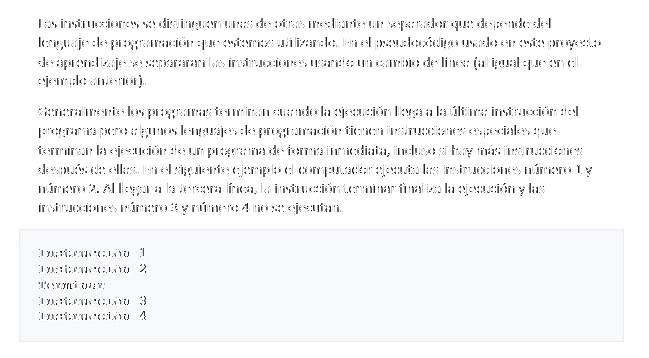 Las instrucciones se distinguen unas de otras mediante un separador que depende del
lenguaje de programación que estemos utilizando. En el pseudocódigo usado en este proyecto
de aprendizaje se separaran las instrucciones usando un cambio de línea (al igual que en el
ejemplo anterior).
Generalmente los programas terminan cuando la ejecución llega a la última instrucción del
programa pero algunos lenguajes de programación tienen instrucciones especiales que
terminan la ejecución de un programa de forma inmediata, incluso si hay más instrucciones
después de ellas. En el siguiente ejemplo el computador ejecuta las instrucciones número 1 y
número 2. Al llegar a la tercera línea, la instrucción terminar finaliza la ejecución y las
instrucciones número 3 y número 4 no se ejecutan.
Instrucción 1
Instrucción 2
Terminar
Instrucción 3
Instrucción 4